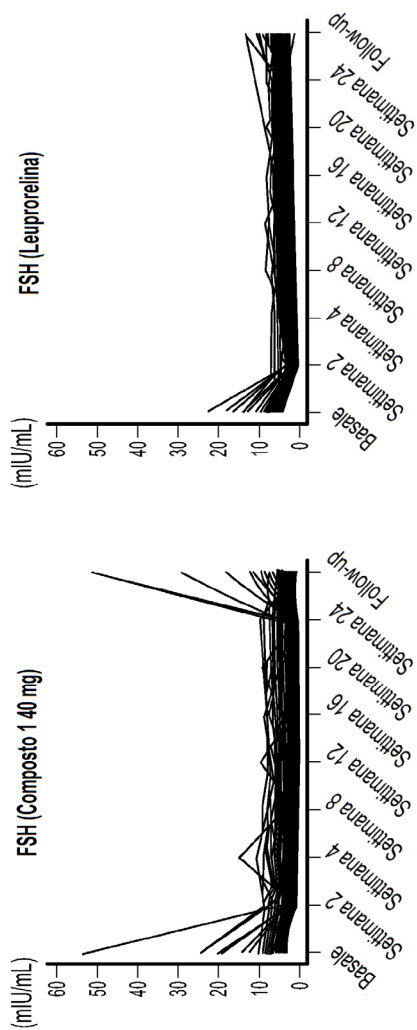 FSH (Composto 1 40 mg)
(mIU/mL)
60
50
40
30
20
10
0
Basale
Settimana 2
Settimana 4
Settimana 8
Settimana 12
Settimana 16
Settimana 20
Settimana 24
Follow-up
FSH (Leuprorelina)
(mIU/mL)
60
50
40
30
20
10
0
Basale
Settimana 2
Settimana 4
Settimana 8
Settimana 12
Settimana 16
Settimana 20
Settimana 24
Follow-up